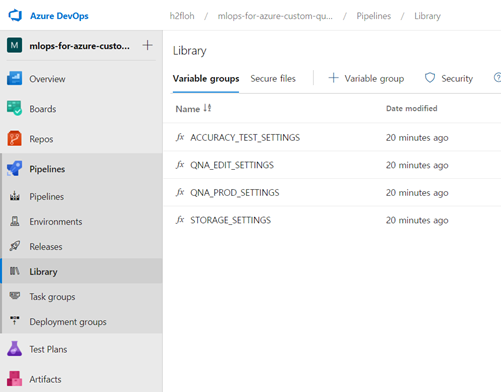 Azure DevOps
h2floh / mlops-for-azure-custom-qu... / Pipelines / Library
M mlops-for-azure-custo... +
Overview
Boards
Repos
Pipelines
Pipelines
Environments
Releases
Library
Task groups
Deployment groups
Test Plans
Artifacts
Library
Variable groups Secure files + Variable group Security
Name Date modified
fx ACCURACY_TEST_SETTINGS 20 minutes ago
fx QNA_EDIT_SETTINGS 20 minutes ago
fx QNA_PROD_SETTINGS 20 minutes ago
fx STORAGE_SETTINGS 20 minutes ago